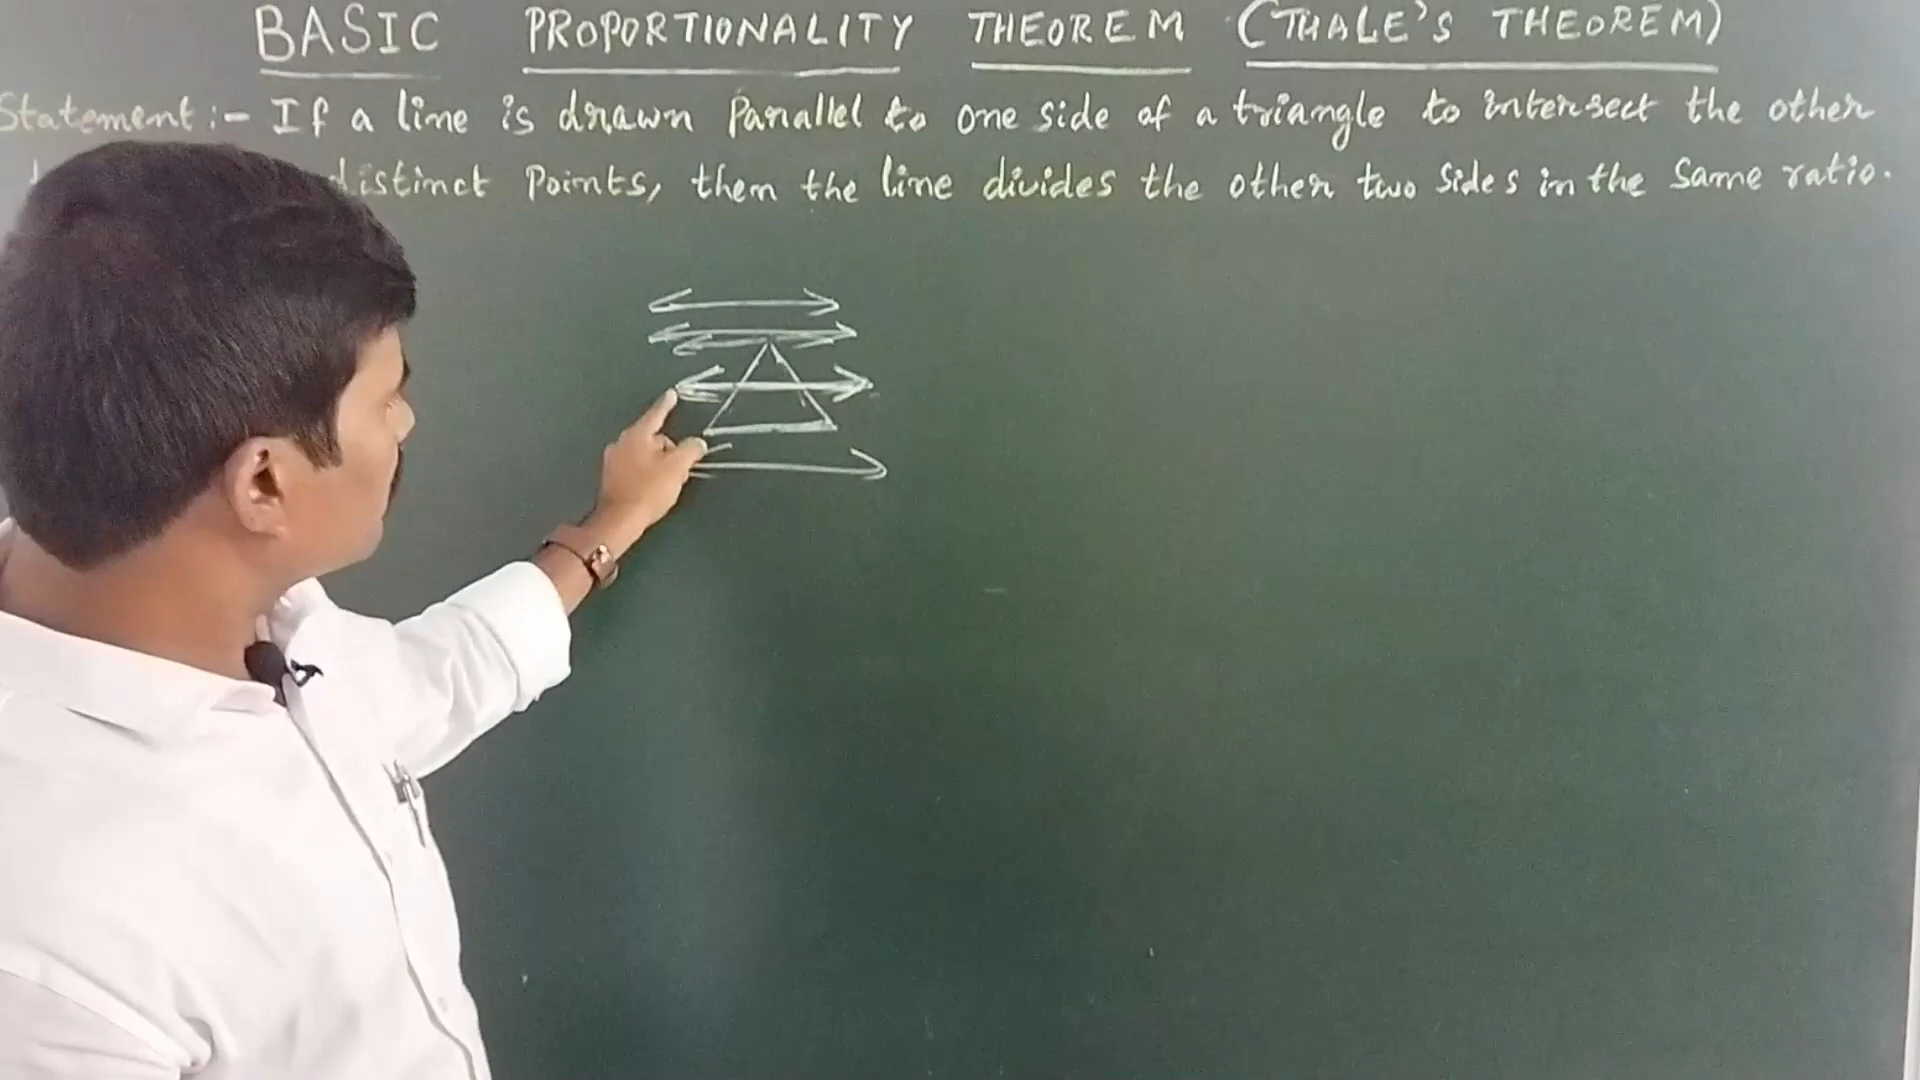 BASIC PROPORTIONALITY THEOREM (THALE'S THEOREM)
Statement:- If a line is drawn Parallel to one side of a triangle to intersect the other
distinct Points, then the line divides the other two sides in the same ratio.